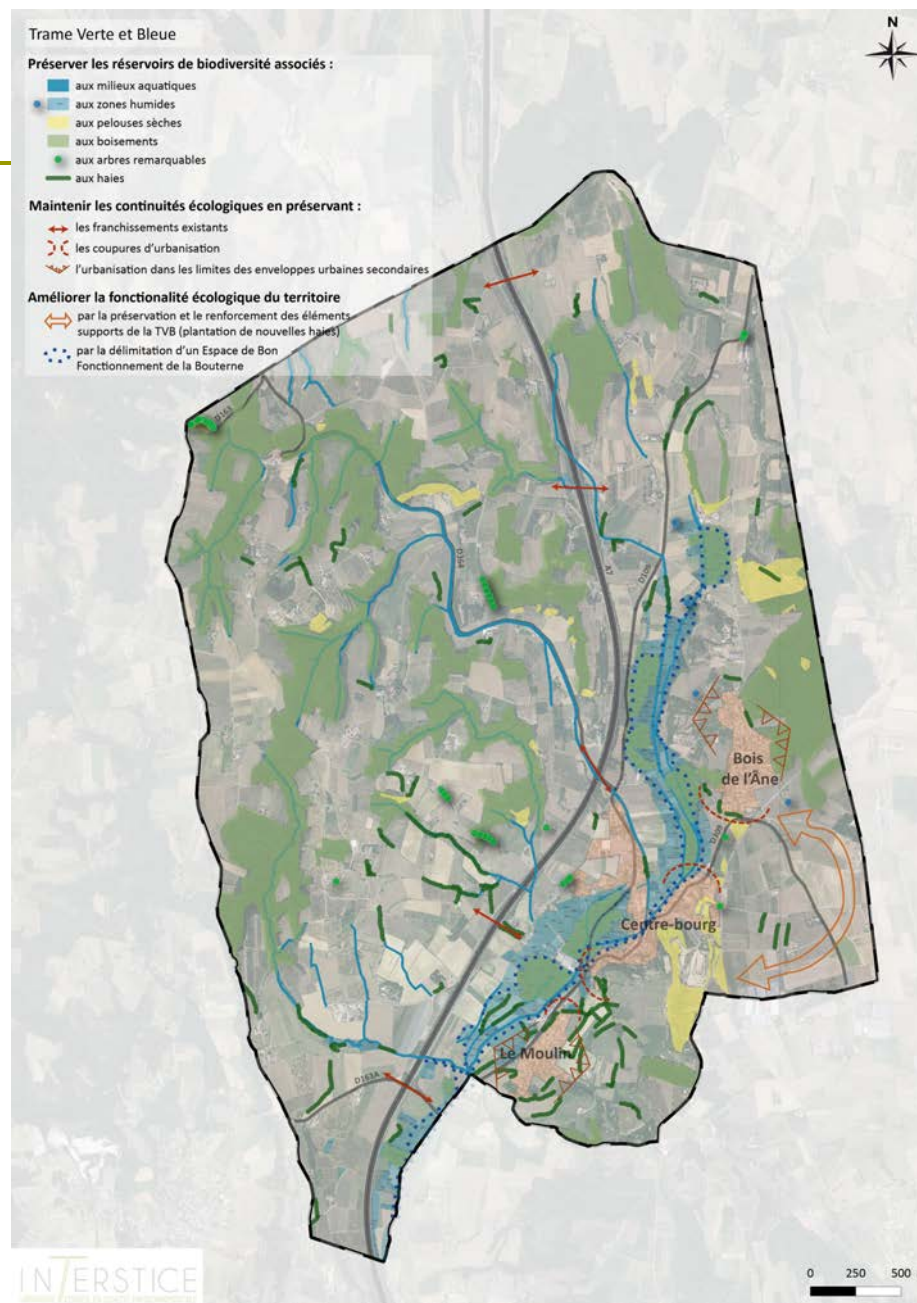 Trame Verte et Bleue
N
Préserver les réservoirs de biodiversité associés :
aux milieux aquatiques
aux zones humides
aux pelouses sèches
aux boisements
aux arbres remarquables
aux haies
Maintenir les continuités écologiques en préservant :
les franchissements existants
les coupures d'urbanisation
l'urbanisation dans les limites des enveloppes urbaines secondaires
Améliorer la fonctionalité écologique du territoire
par la préservation et le renforcement des éléments
supports de la TVB (plantation de nouvelles haies)
par la délimitation d'un Espace de Bon
Fonctionnement de la Bouterne
D163
D364
A7
D109
Bois
de l'Âne
D109
Centre-bourg
Le Moulin
D163A
INTERSTICE
0 250 500